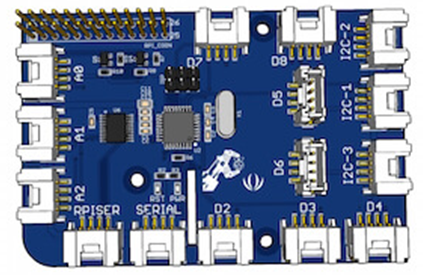 D7
D8
I2C-2
A0
D5
I2C-1
A1
D6
I2C-3
A2
RST PWR
RPISER SERIAL D2 D3 D4